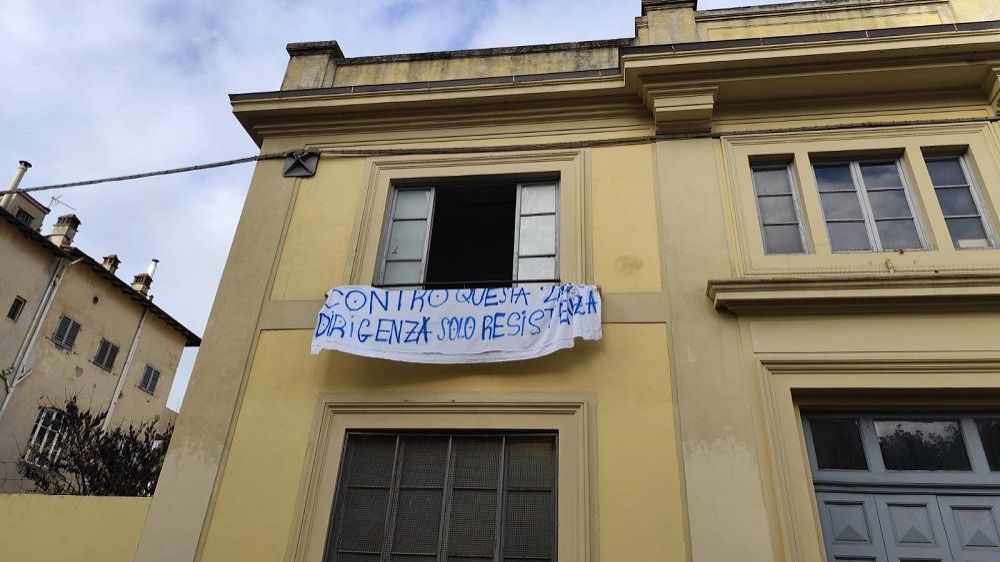 CONTRO QUESTA
DIRIGENZA SOLO RESISTENZA